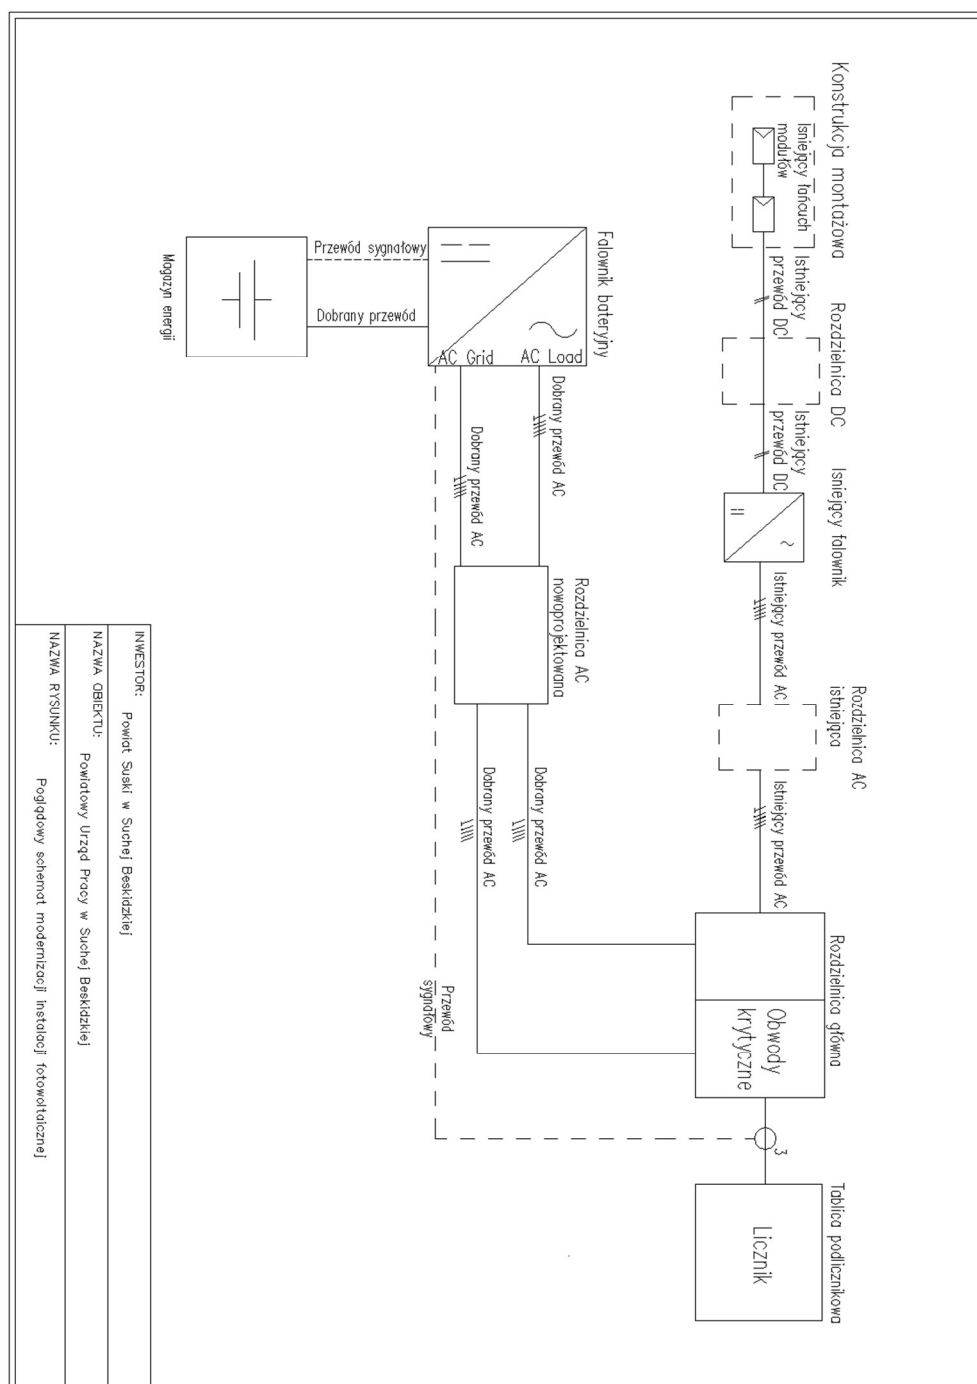 Konstrukcja montażowa
Isniejący łańcuch
modułów
Istniejący
przewód DC
Rozdzielnica DC
Istniejący
przewód DC
Isniejący falownik
Istniejący przewód AC
Rozdzielnica AC
istniejąca
Istniejący przewód AC
Rozdzielnica główna
Obwody
krytyczne
3
Tablica podlicznikowa
Licznik
Falownik bateryjny
AC Load
AC Grid
Przewód sygnałowy
Dobrany przewód
Magazyn energii
Dobrany przewód AC
Dobrany przewód AC
Rozdzielnica AC
nowoprojektowana
Dobrany przewód AC
Dobrany przewód AC
Przewód
sygnałowy
INWESTOR: Powiat Suski w Suchej Beskidzkiej
NAZWA OBIEKTU: Powiatowy Urząd Pracy w Suchej Beskidzkiej
NAZWA RYSUNKU: Poglądowy schemat modernizacji instalacji fotowoltaicznej